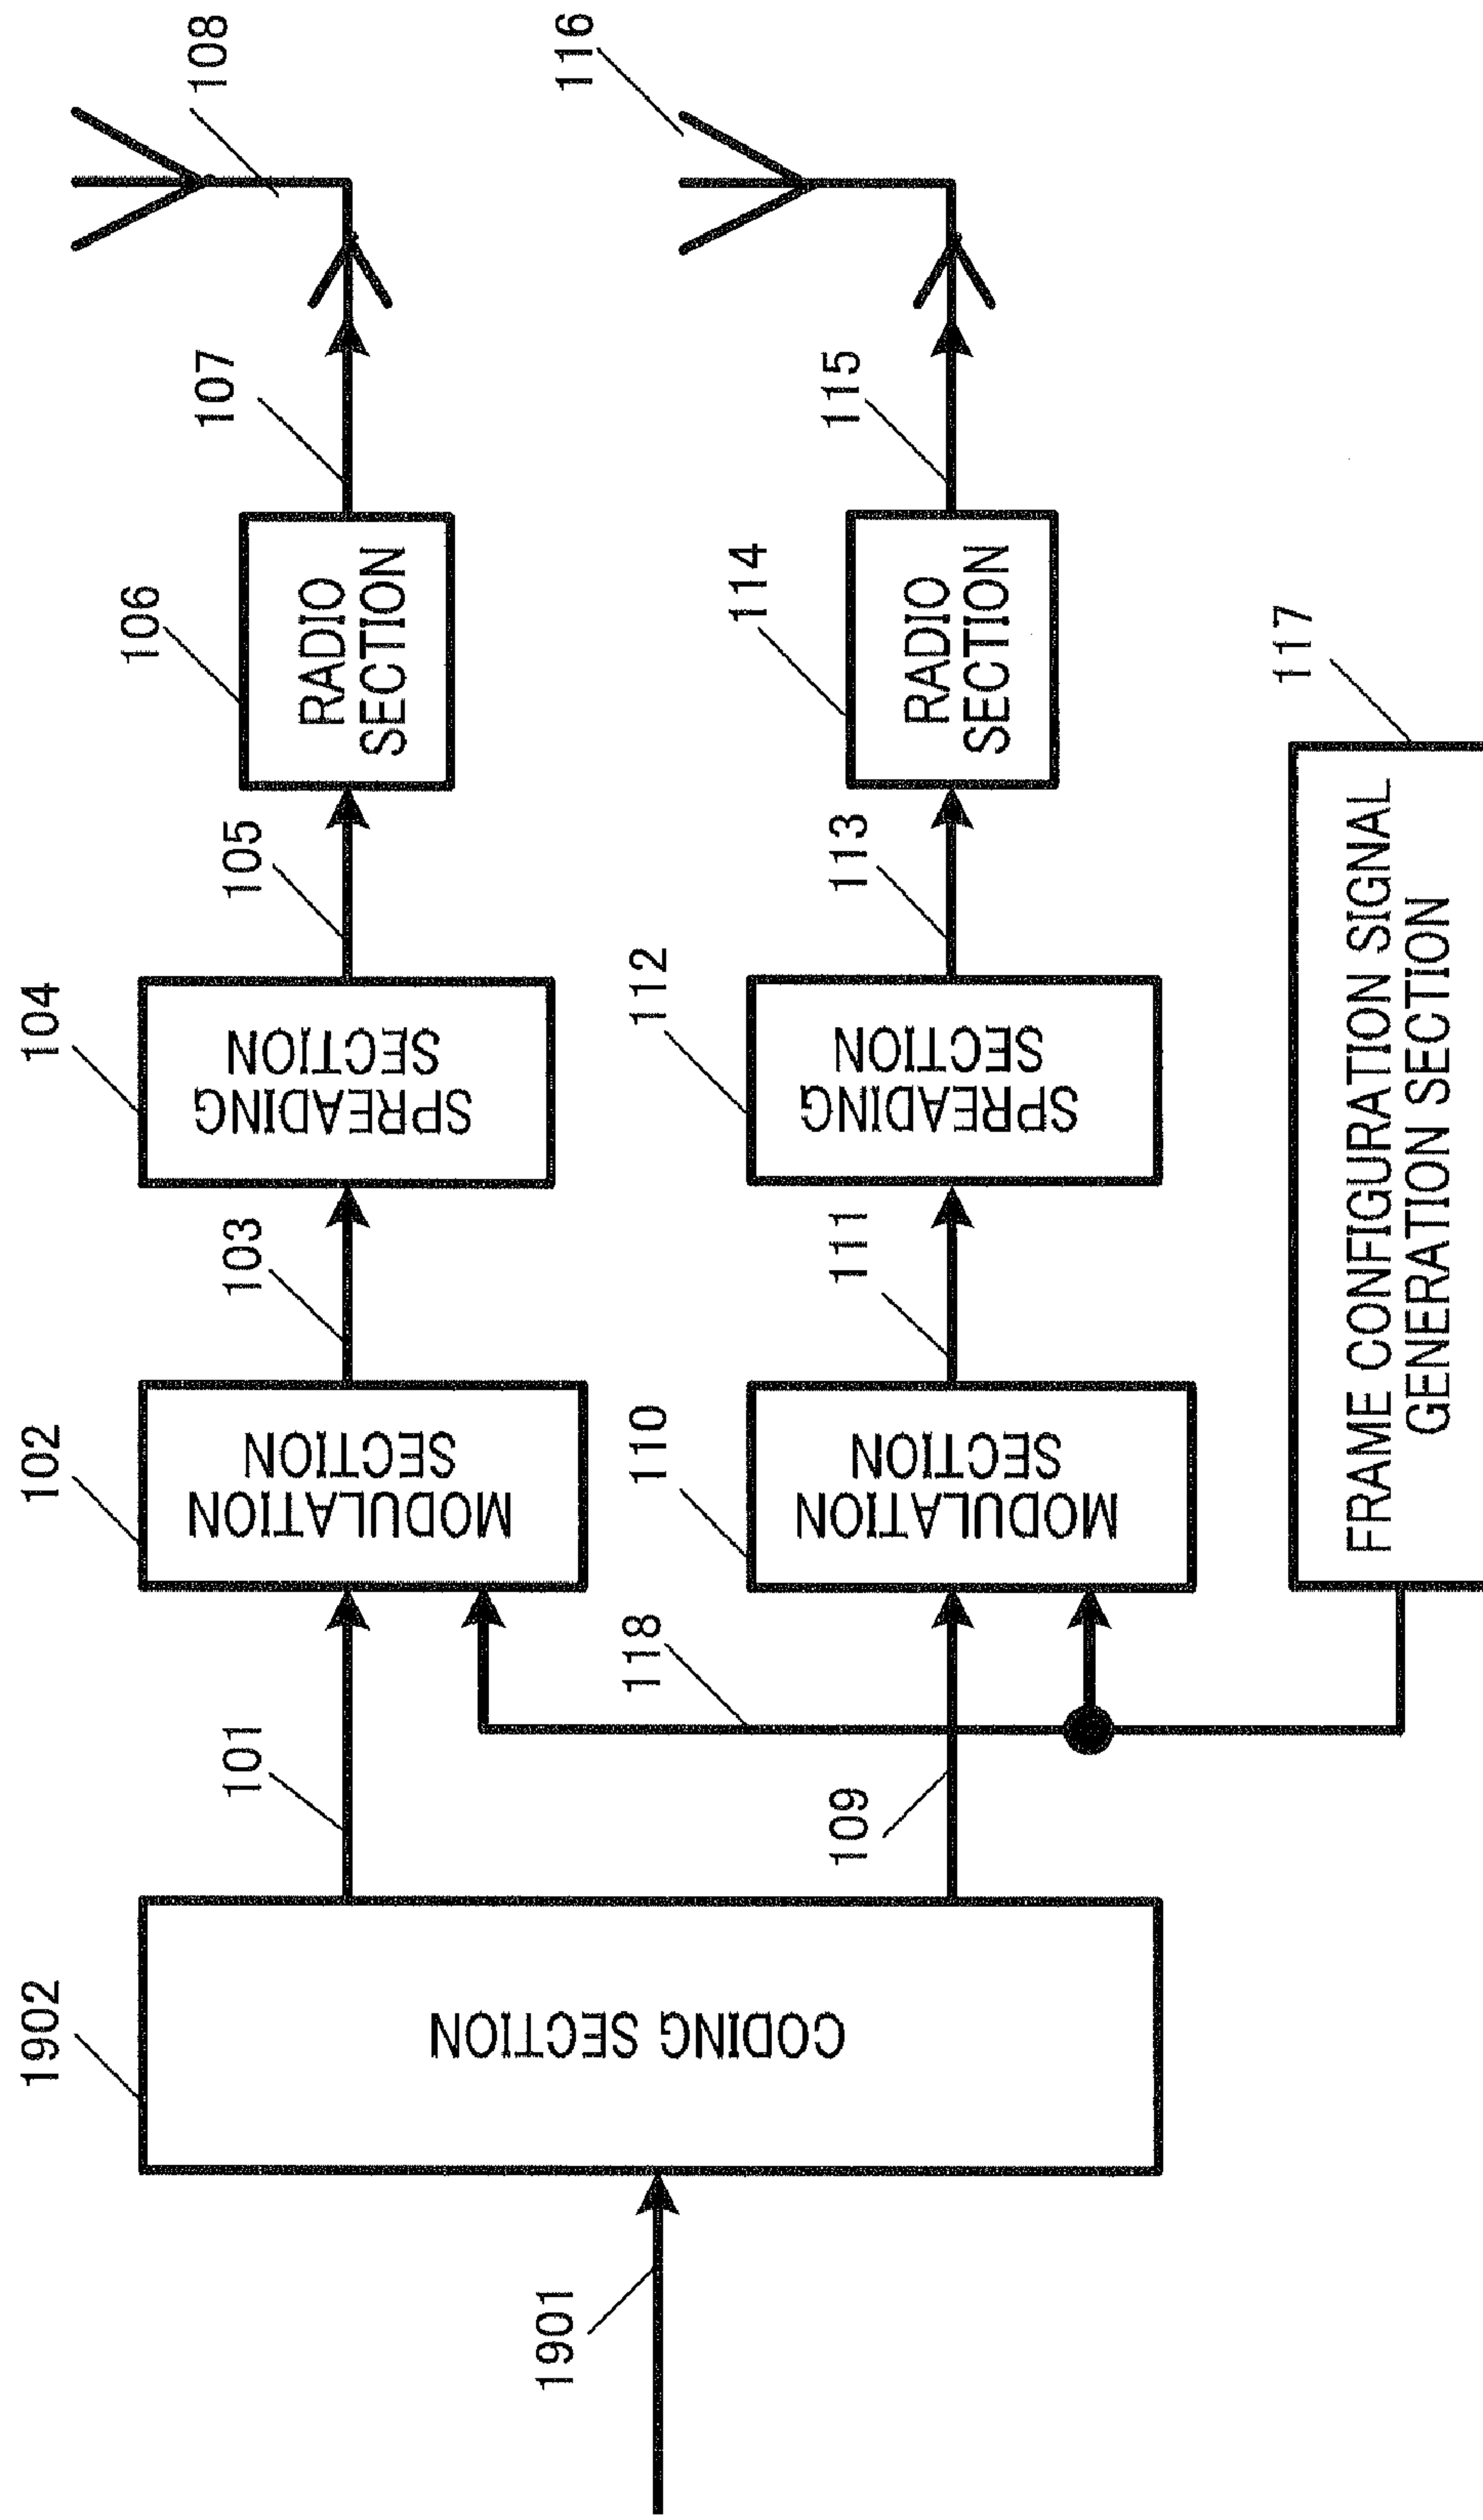 1901
1902
CODING SECTION
101
109
118
102
MODULATION
SECTION
110
MODULATION
SECTION
103
111
104
SPREADING
SECTION
112
SPREADING
SECTION
105
113
106
RADIO
SECTION
114
RADIO
SECTION
107
115
108
116
117
FRAME CONFIGURATION SIGNAL
GENERATION SECTION